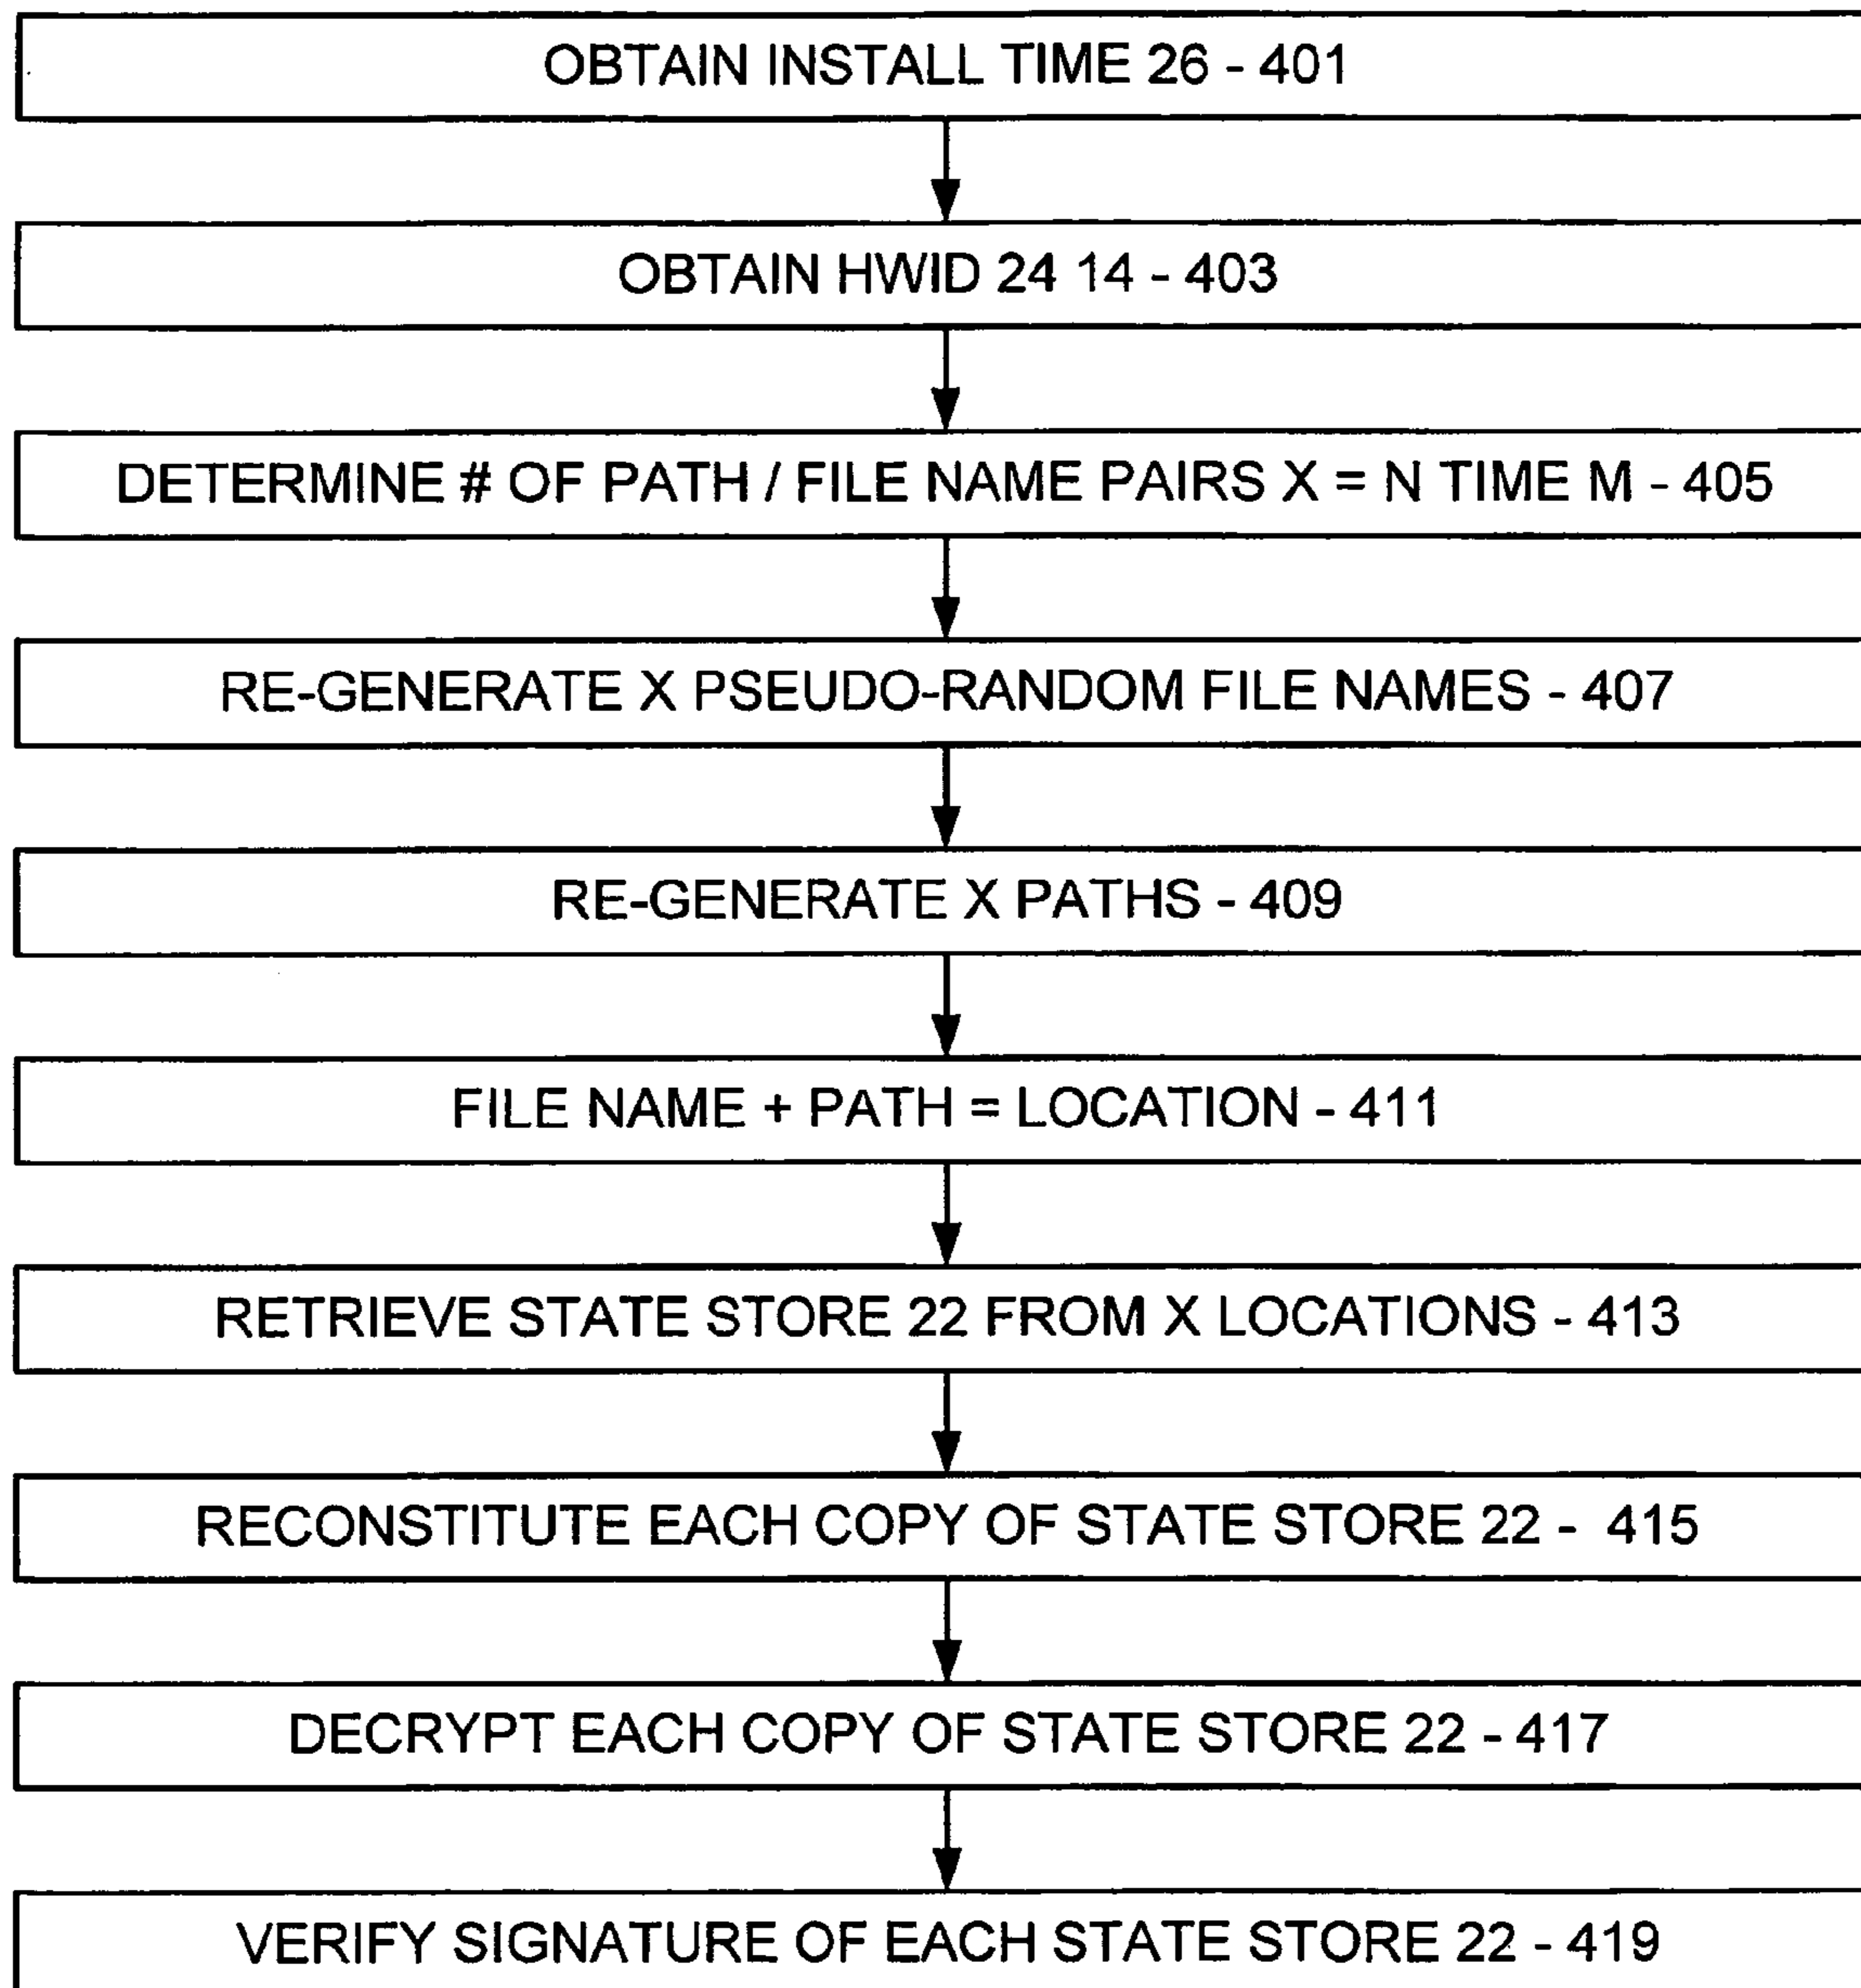 OBTAIN INSTALL TIME 26 - 401
OBTAIN HWID 24 14 - 403
DETERMINE # OF PATH / FILE NAME PAIRS X = N TIME M - 405
RE-GENERATE X PSEUDO-RANDOM FILE NAMES - 407
RE-GENERATE X PATHS - 409
FILE NAME + PATH = LOCATION - 411
RETRIEVE STATE STORE 22 FROM X LOCATIONS - 413
RECONSTITUTE EACH COPY OF STATE STORE 22 - 415
DECRYPT EACH COPY OF STATE STORE 22 - 417
VERIFY SIGNATURE OF EACH STATE STORE 22 - 419